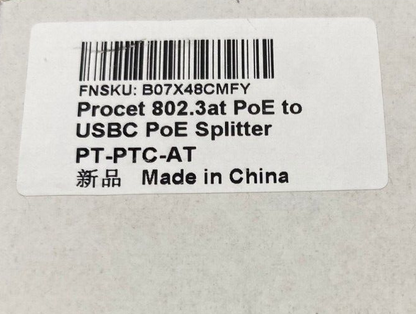 FNSKU: B07X48CMFY
Procet 802.3at PoE to
USBC PoE Splitter
PT-PTC-AT
新品 Made in China